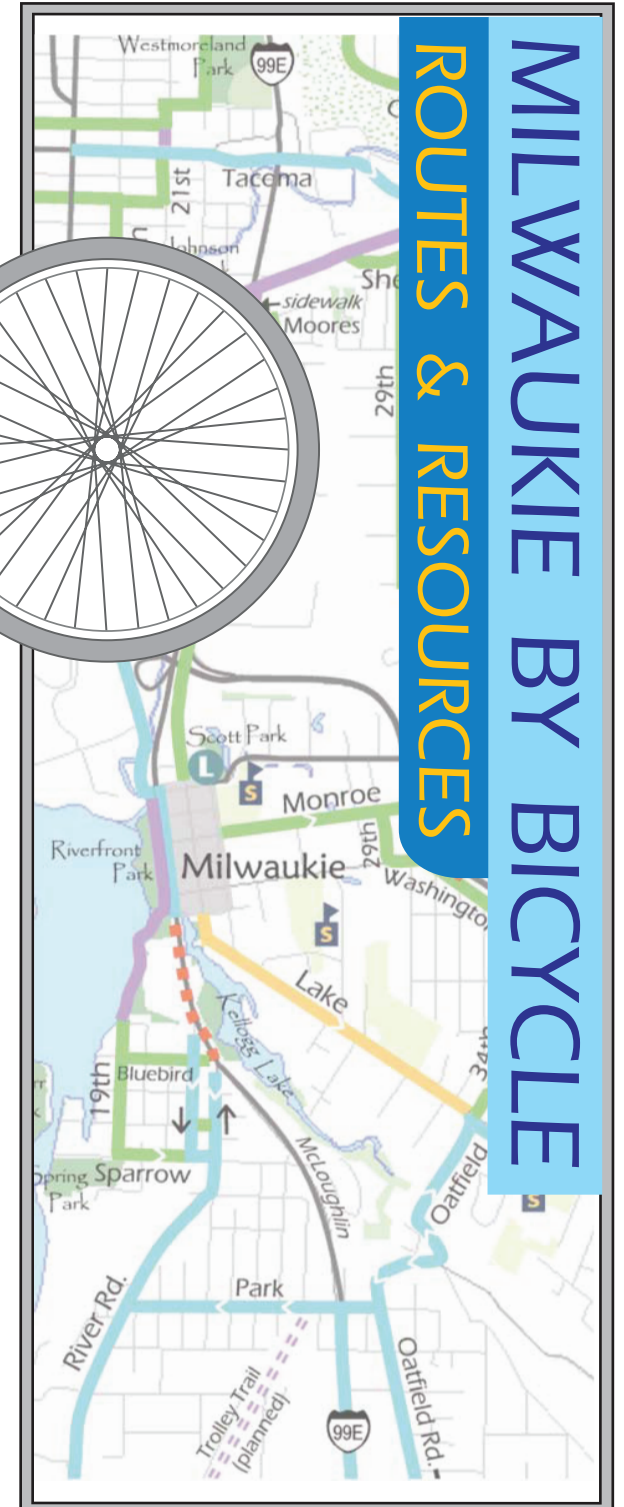 MILWAUKIE BY BICYCLE
ROUTES & RESOURCES
Westmoreland
Park
99E
Tacoma
21st
Johnson
sidewalk
Moores
29th
Scott Park
L
S
Monroe
29th
Riverfront
Park
Milwaukie
Washington
S
Lake
Kellogg Lake
34th
19th
Bluebird
Spring
Park
Sparrow
McLoughlin
Oatfield
S
River Rd.
Park
Trolley Trail
(planned)
99E
Oatfield Rd.